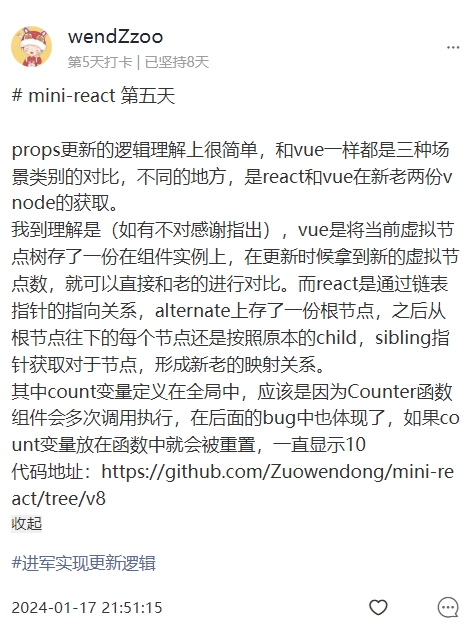 wendZzoo
第5天打卡 | 已坚持8天
# mini-react 第五天
props更新的逻辑理解上很简单，和vue一样都是三种场
景类别的对比，不同的地方，是react和vue在新老两份v
node的获取。
我到理解是（如有不对感谢指出），vue是将当前虚拟节
点树存了一份在组件实例上，在更新时候拿到新的虚拟节
点数，就可以直接和老的进行对比。而react是通过链表
指针的指向关系，alternate上存了一份根节点，之后从
根节点往下的每个节点还是按照原本的child，sibling指
针获取对于节点，形成新老的映射关系。
其中count变量定义在全局中，应该是因为Counter函数
组件会多次调用执行，在后面的bug中也体现了，如果co
unt变量放在函数中就会被重置，一直显示10
代码地址：https://github.com/Zuowendong/mini-re
act/tree/v8
收起
#进军实现更新逻辑
2024-01-17 21:51:15